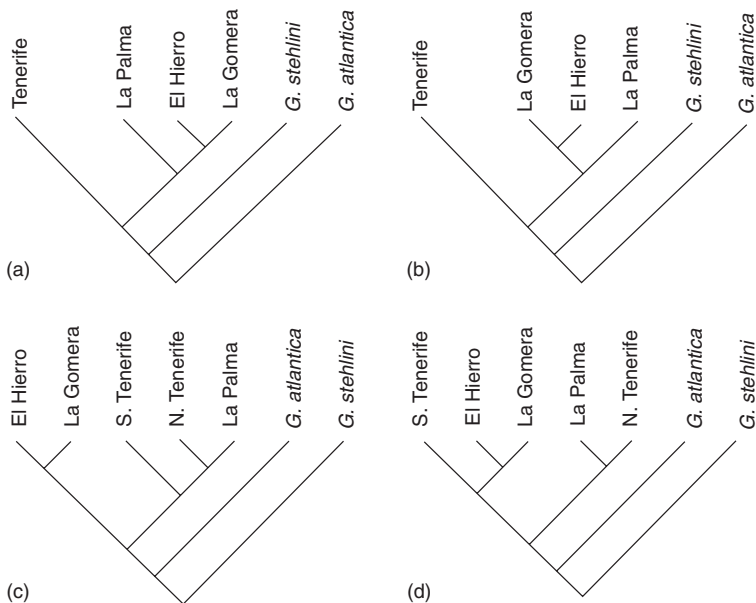 Tenerife
La Palma
El Hierro
La Gomera
G. stehlini
G. atlantica
(a)
Tenerife
La Gomera
El Hierro
La Palma
G. stehlini
G. atlantica
(b)
El Hierro
La Gomera
S. Tenerife
N. Tenerife
La Palma
G. atlantica
G. stehlini
(c)
S. Tenerife
El Hierro
La Gomera
La Palma
N. Tenerife
G. atlantica
G. stehlini
(d)